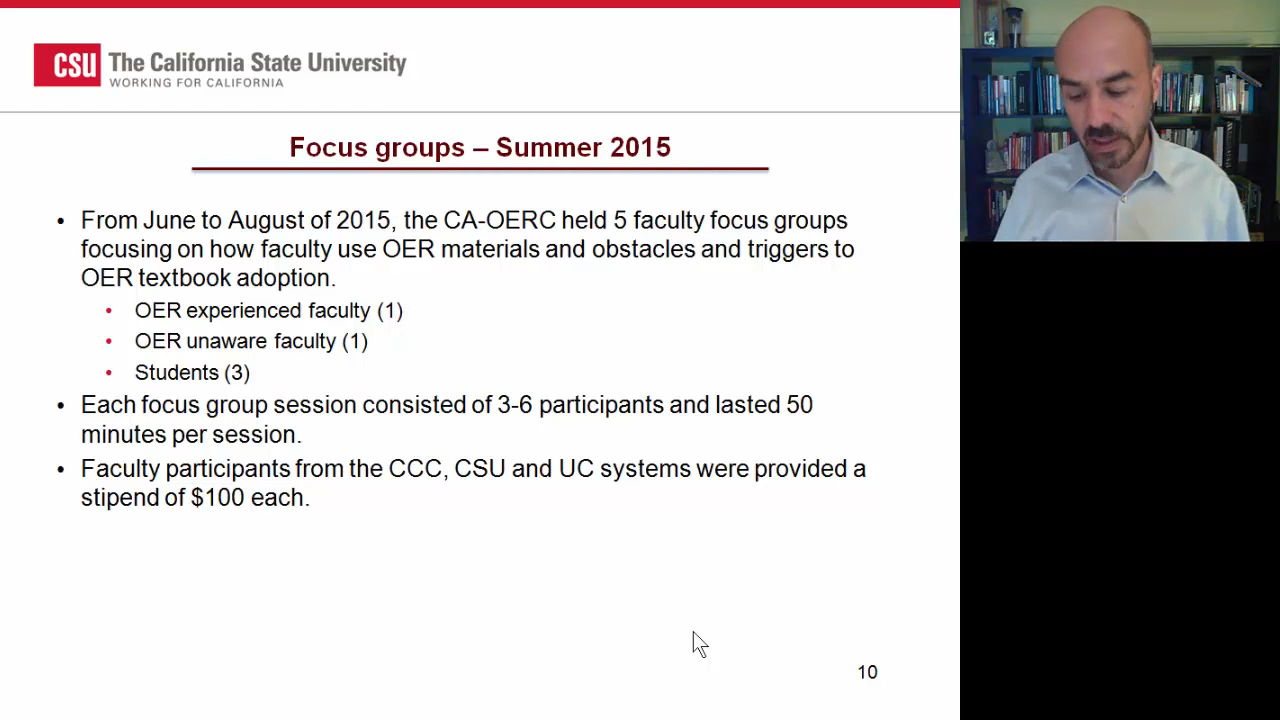 CSU The California State University
WORKING FOR CALIFORNIA
Focus groups – Summer 2015
• From June to August of 2015, the CA-OERC held 5 faculty focus groups
focusing on how faculty use OER materials and obstacles and triggers to
OER textbook adoption.
• OER experienced faculty (1)
• OER unaware faculty (1)
• Students (3)
• Each focus group session consisted of 3-6 participants and lasted 50
minutes per session.
• Faculty participants from the CCC, CSU and UC systems were provided a
stipend of $100 each.
10